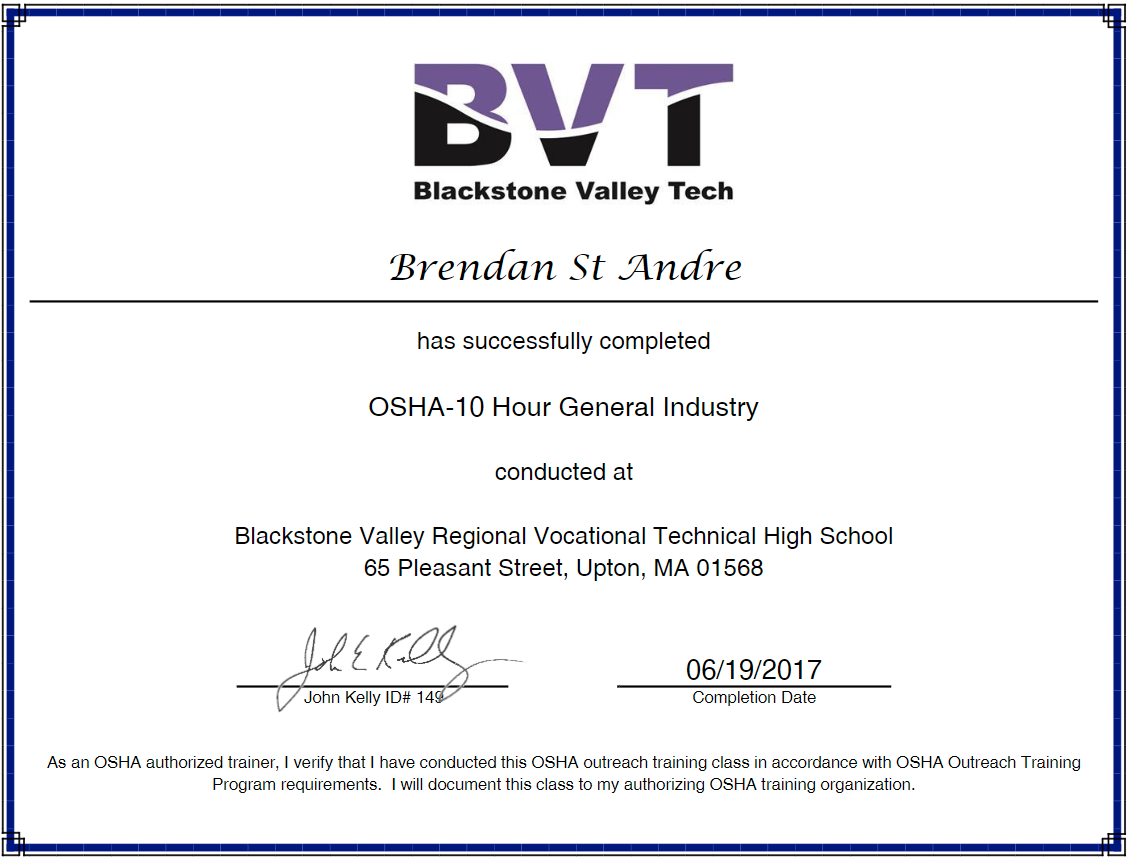 BVT
Blackstone Valley Tech
Brendan St Andre
has successfully completed
OSHA-10 Hour General Industry
conducted at
Blackstone Valley Regional Vocational Technical High School
65 Pleasant Street, Upton, MA 01568
John E Kelly
06/19/2017
John Kelly ID# 149
Completion Date
As an OSHA authorized trainer, I verify that I have conducted this OSHA outreach training class in accordance with OSHA Outreach Training
Program requirements.  I will document this class to my authorizing OSHA training organization.